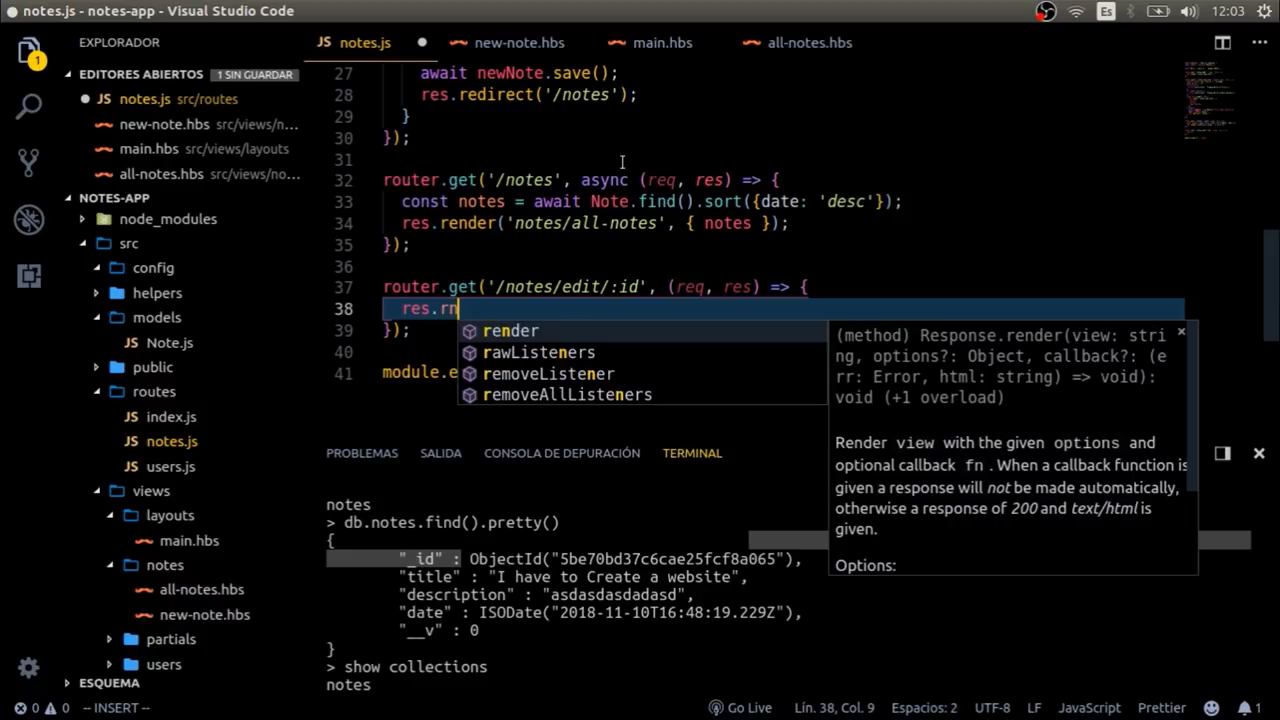 notes.js - notes-app - Visual Studio Code
Es
12:03
EXPLORADOR
JS notes.js
new-note.hbs
main.hbs
all-notes.hbs
1
EDITORES ABIERTOS 1 SIN GUARDAR
JS notes.js src/routes
new-note.hbs src/views/n...
main.hbs src/views/layouts
all-notes.hbs src/views/no...
NOTES-APP
node_modules
src
config
helpers
models
JS Note.js
public
routes
JS index.js
JS notes.js
JS users.js
views
layouts
main.hbs
notes
all-notes.hbs
new-note.hbs
partials
users
ESQUEMA
27 await newNote.save();
28 res.redirect('/notes');
29 }
30 });
31
32 router.get('/notes', async (req, res) => {
33 const notes = await Note.find().sort({date: 'desc'});
34 res.render('notes/all-notes', { notes });
35 });
36
37 router.get('/notes/edit/:id', (req, res) => {
38 res.rn
39 });
40
41 module.e
render
rawListeners
removeListener
removeAllListeners
(method) Response.render(view: stri
ng, options?: Object, callback?: (e
rr: Error, html: string) => void):
void (+1 overload)
Render view with the given options and
optional callback fn . When a callback function is
given a response will not be made automatically,
otherwise a response of 200 and text/html is
given.
Options:
PROBLEMAS SALIDA CONSOLA DE DEPURACIÓN TERMINAL
notes
> db.notes.find().pretty()
{
"_id" : ObjectId("5be70bd37c6cae25fcf8a065"),
"title" : "I have to Create a website",
"description" : "asdasdasdadasd",
"date" : ISODate("2018-11-10T16:48:19.229Z"),
"__v" : 0
}
> show collections
notes
0 0 -- INSERT --
Go Live Lín. 38, Col. 9 Espacios: 2 UTF-8 LF JavaScript Prettier 1